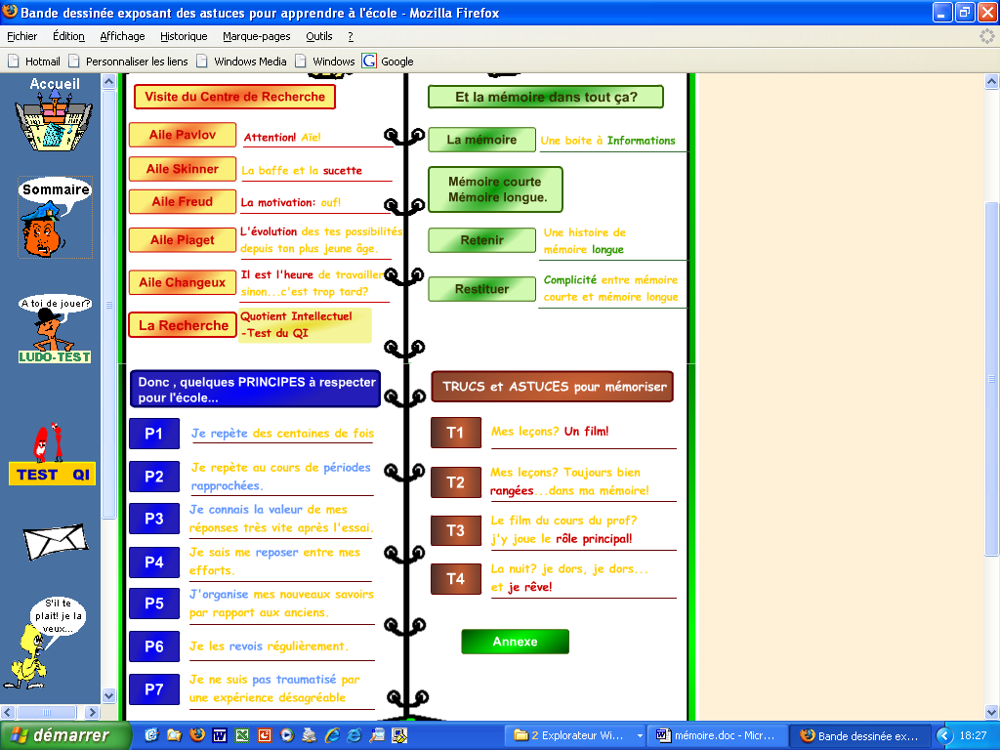 Bande dessinée exposant des astuces pour apprendre à l'école - Mozilla Firefox
Fichier Édition Affichage Historique Marque-pages Outils ?
Hotmail Personnaliser les liens Windows Media Windows Google
Accueil
Sommaire
A toi de jouer?
LUDO-TEST
TEST QI
S'il te
plait! je la
veux...
Visite du Centre de Recherche
Aile Pavlov Attention! Aïe!
Aile Skinner La baffe et la sucette
Aile Freud La motivation: ouf!
Aile Piaget L'évolution des tes possibilités
depuis ton plus jeune âge.
Aile Changeux Il est l'heure de travailler
sinon...c'est trop tard?
La Recherche Quotient Intellectuel
-Test du QI
Et la mémoire dans tout ça?
La mémoire Une boite à Informations
Mémoire courte
Mémoire longue.
Retenir Une histoire de
mémoire longue
Restituer Complicité entre mémoire
courte et mémoire longue
Donc , quelques PRINCIPES à respecter
pour l'école...
P1 Je repète des centaines de fois
P2 Je repète au cours de périodes
rapprochées.
P3 Je connais la valeur de mes
réponses très vite après l'essai.
P4 Je sais me reposer entre mes
efforts.
P5 J'organise mes nouveaux savoirs
par rapport aux anciens.
P6 Je les revois régulièrement.
P7 Je ne suis pas traumatisé par
une expérience désagréable
TRUCS et ASTUCES pour mémoriser
T1 Mes leçons? Un film!
T2 Mes leçons? Toujours bien
rangées...dans ma mémoire!
T3 Le film du cours du prof?
j'y joue le rôle principal!
T4 La nuit? je dors, je dors...
et je rêve!
Annexe
démarrer 2 Explorateur Wi... mémoire.doc - Micr... Bande dessinée ex... 18:27